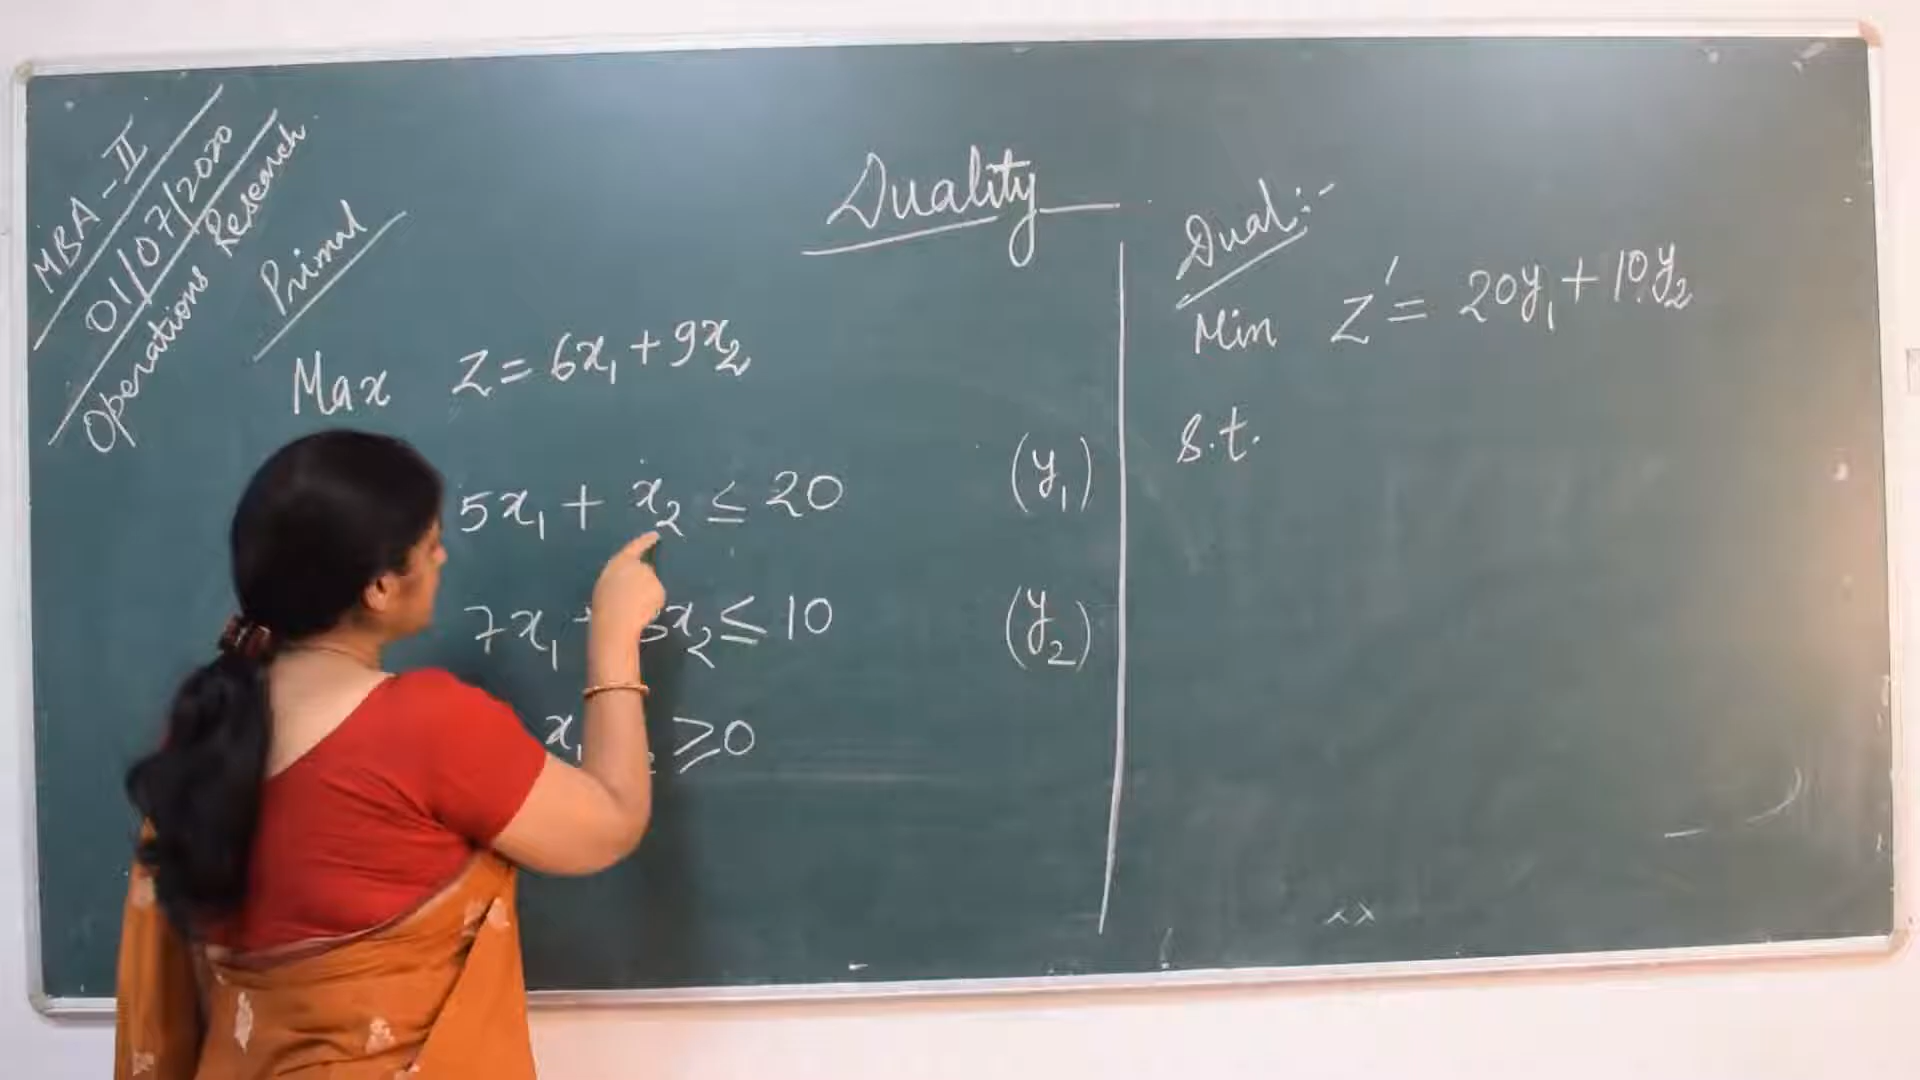 MBA-II
01/07/2020
Operations Research.
Duality
Primal
Max Z = 6x₁ + 9x₂
5x₁ + x₂ ≤ 20 (y₁)
7x₁ x₂ ≤ 10 (y₂)
x₁ ≥ 0
Dual:-
Min Z' = 20y₁ + 10y₂
s.t.